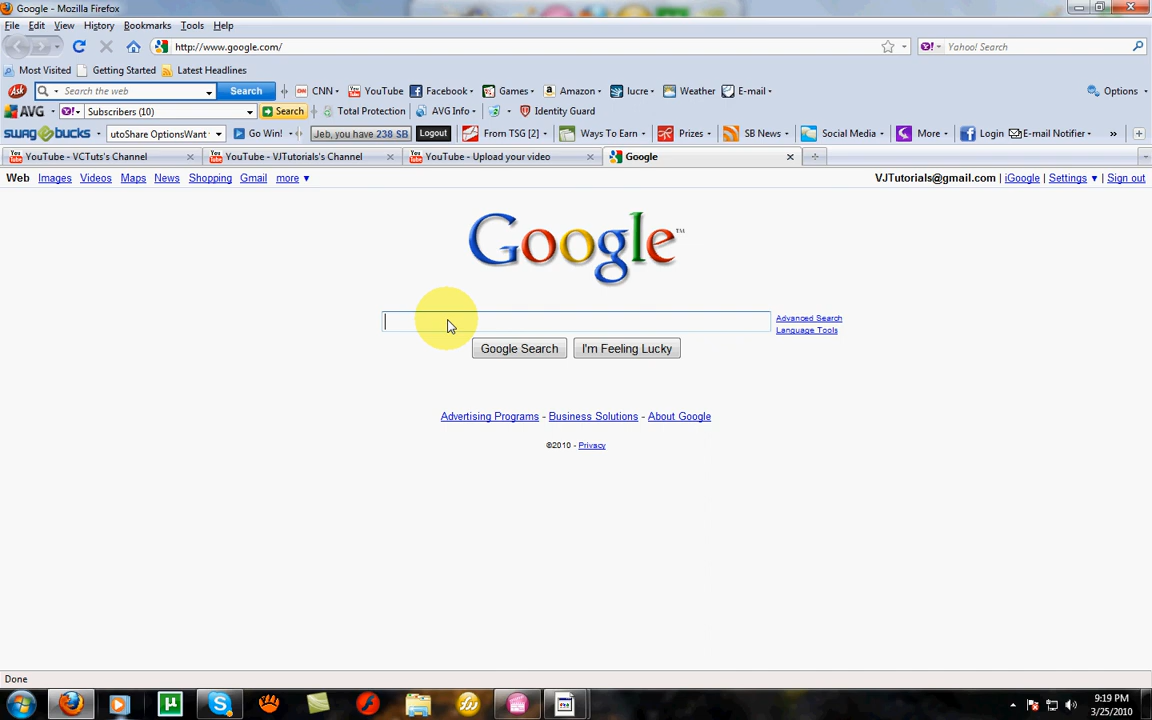 Google - Mozilla Firefox
File Edit View History Bookmarks Tools Help
http://www.google.com/ Yahoo! Search
Most Visited Getting Started Latest Headlines
Ask Search the web Search CNN YouTube Facebook Games Amazon lucre Weather E-mail Options
AVG Y! Subscribers (10) Search Total Protection AVG Info Identity Guard
SWAGBUCKS utoShare OptionsWant Go Win! Jeb, you have 238 SB Logout From TSG [2] Ways To Earn Prizes SB News Social Media More Login E-mail Notifier »
YouTube - VCTuts's Channel YouTube - VJTutorials's Channel YouTube - Upload your video Google
Web Images Videos Maps News Shopping Gmail more ▼ VJTutorials@gmail.com | iGoogle | Settings ▼ | Sign out
Google™
Advanced Search
Language Tools
Google Search I'm Feeling Lucky
Advertising Programs - Business Solutions - About Google
©2010 - Privacy
Done
9:19 PM
3/25/2010